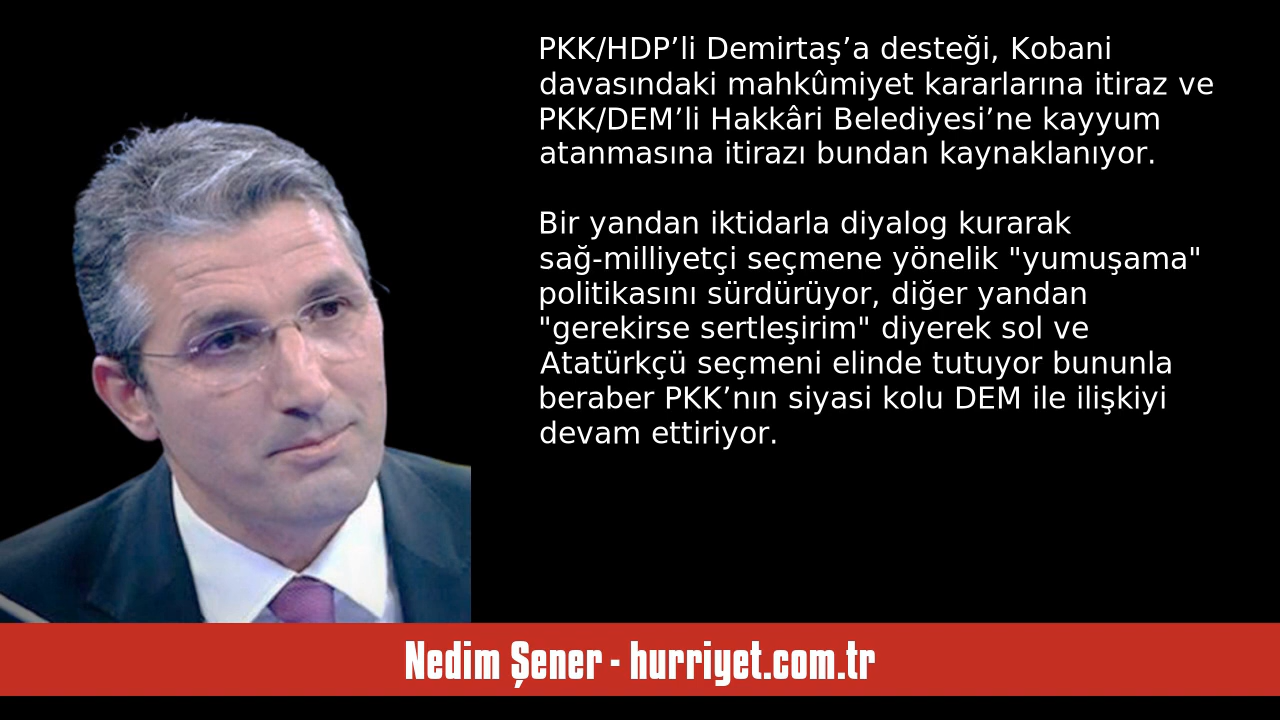 PKK/HDP’li Demirtaş’a desteği, Kobani
davasındaki mahkûmiyet kararlarına itiraz ve
PKK/DEM’li Hakkâri Belediyesi’ne kayyum
atanmasına itirazı bundan kaynaklanıyor.
Bir yandan iktidarla diyalog kurarak
sağ-milliyetçi seçmene yönelik "yumuşama"
politikasını sürdürüyor, diğer yandan
"gerekirse sertleşirim" diyerek sol ve
Atatürkçü seçmeni elinde tutuyor bununla
beraber PKK’nın siyasi kolu DEM ile ilişkiyi
devam ettiriyor.
Nedim Şener - hurriyet.com.tr